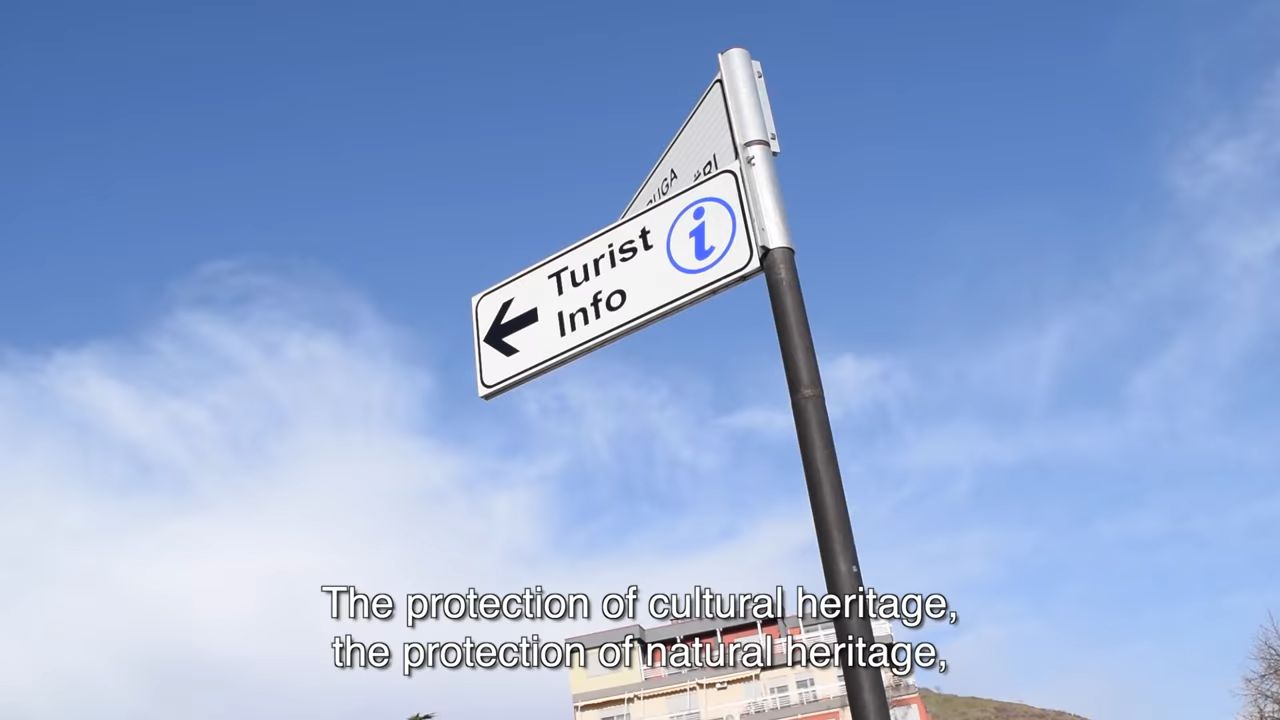 Turist
Info
The protection of cultural heritage,
the protection of natural heritage,